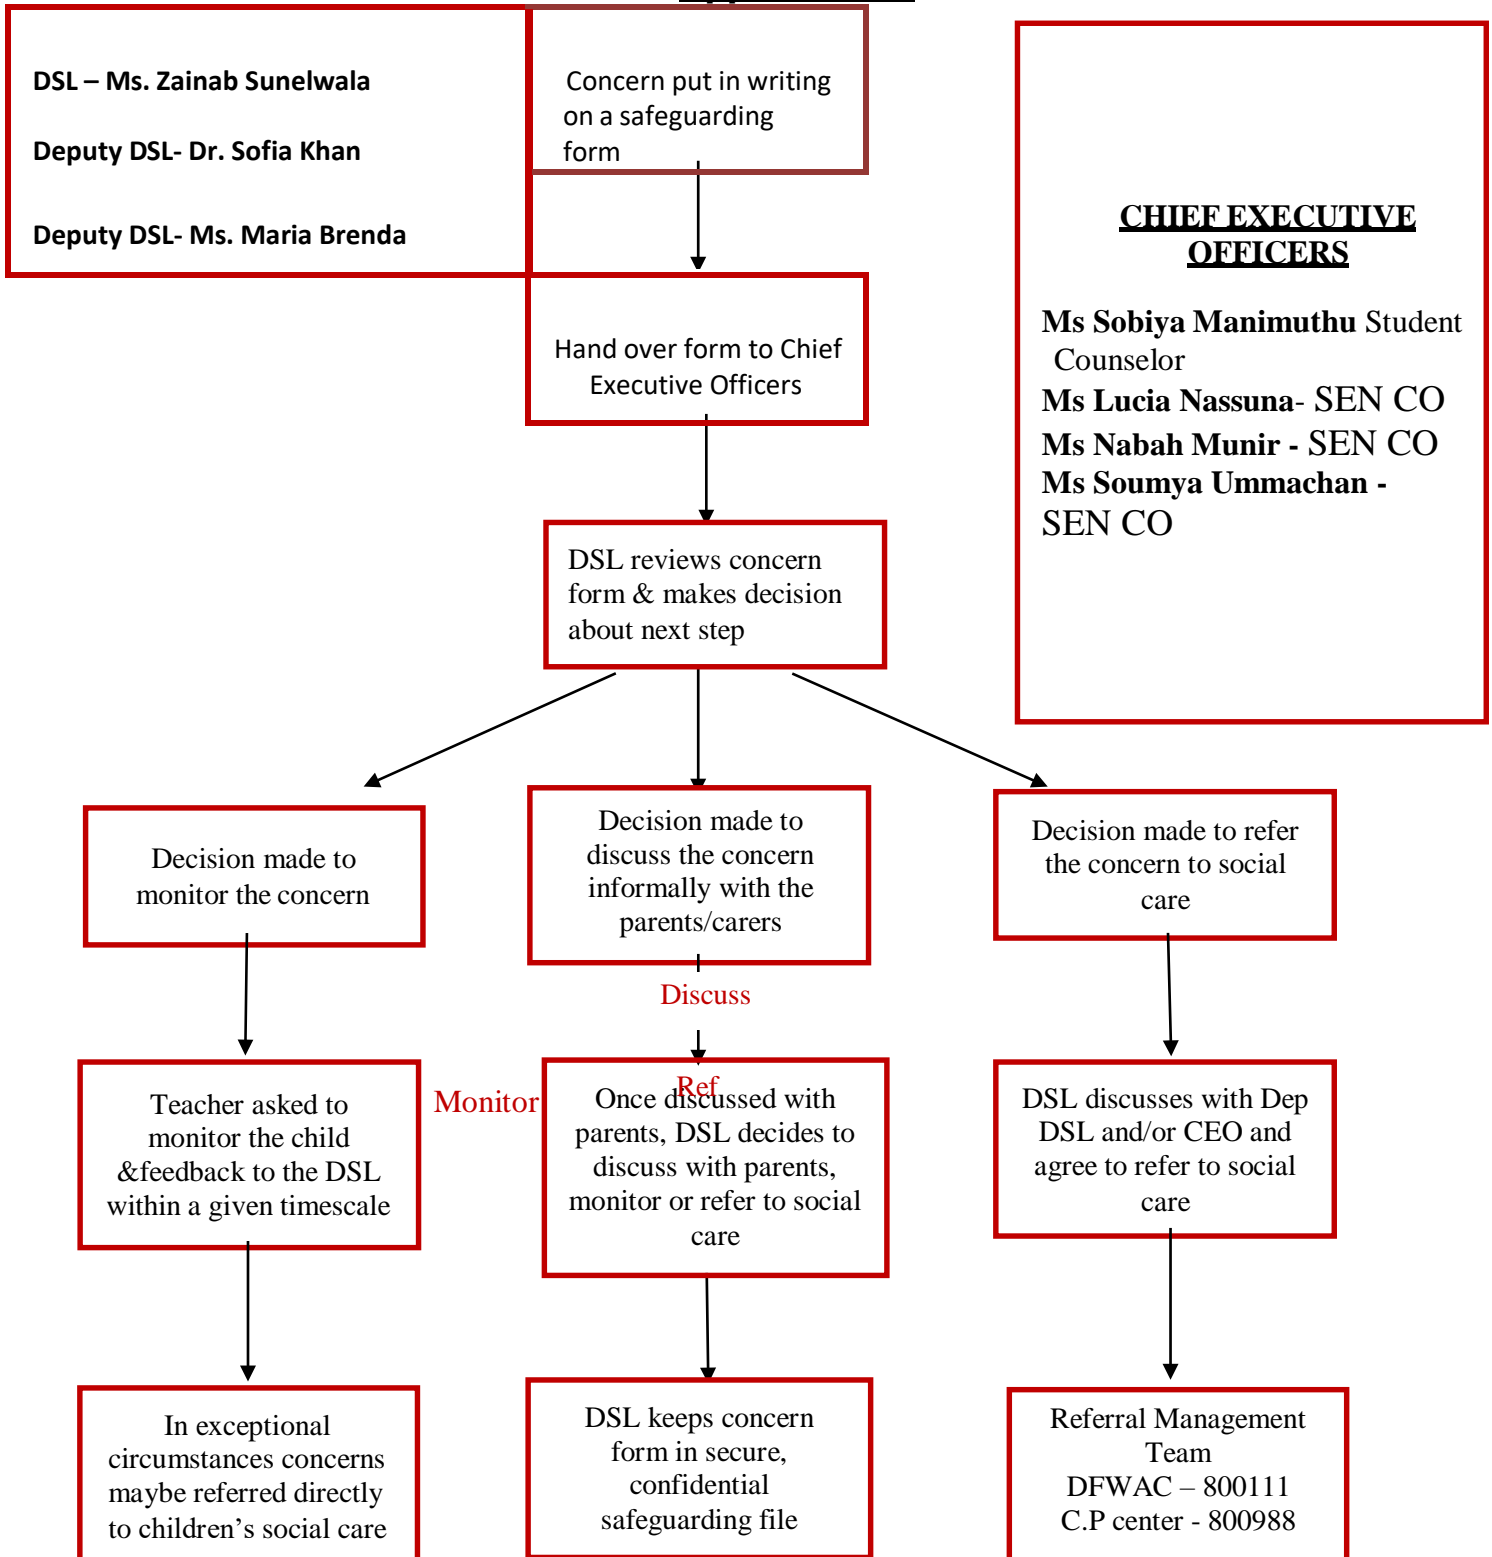 DSL – Ms. Zainab Sunelwala
Deputy DSL- Dr. Sofia Khan
Deputy DSL- Ms. Maria Brenda
Concern put in writing
on a safeguarding
form
CHIEF EXECUTIVE
OFFICERS
Ms Sobiya Manimuthu Student
Counselor
Ms Lucia Nassuna- SEN CO
Ms Nabah Munir - SEN CO
Ms Soumya Ummachan -
SEN CO
Hand over form to Chief
Executive Officers
DSL reviews concern
form & makes decision
about next step
Decision made to
monitor the concern
Decision made to
discuss the concern
informally with the
parents/carers
Decision made to refer
the concern to social
care
Discuss
Teacher asked to
monitor the child
&feedback to the DSL
within a given timescale
Monitor
Ref
Once discussed with
parents, DSL decides to
discuss with parents,
monitor or refer to social
care
DSL discusses with Dep
DSL and/or CEO and
agree to refer to social
care
In exceptional
circumstances concerns
maybe referred directly
to children’s social care
DSL keeps concern
form in secure,
confidential
safeguarding file
Referral Management
Team
DFWAC – 800111
C.P center - 800988